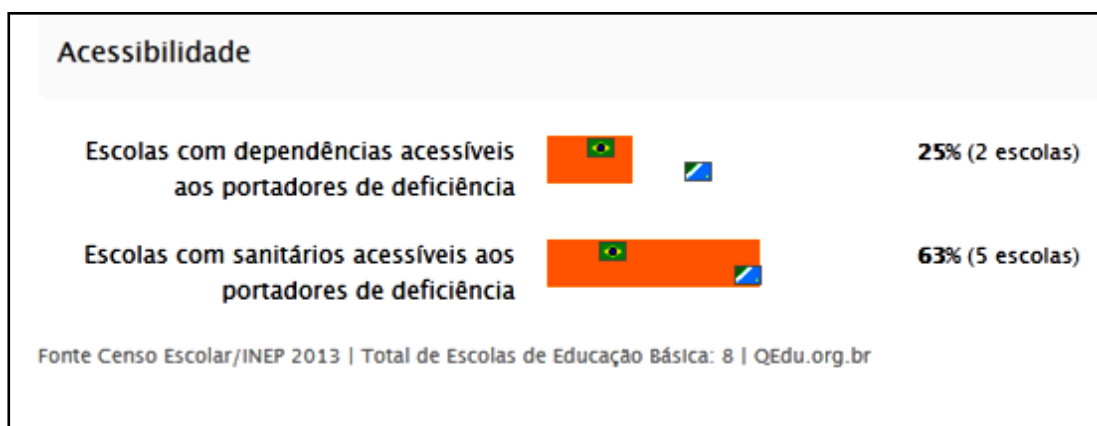 Acessibilidade
Escolas com dependências acessíveis
aos portadores de deficiência
25% (2 escolas)
Escolas com sanitários acessíveis aos
portadores de deficiência
63% (5 escolas)
Fonte Censo Escolar/INEP 2013 | Total de Escolas de Educação Básica: 8 | QEdu.org.br